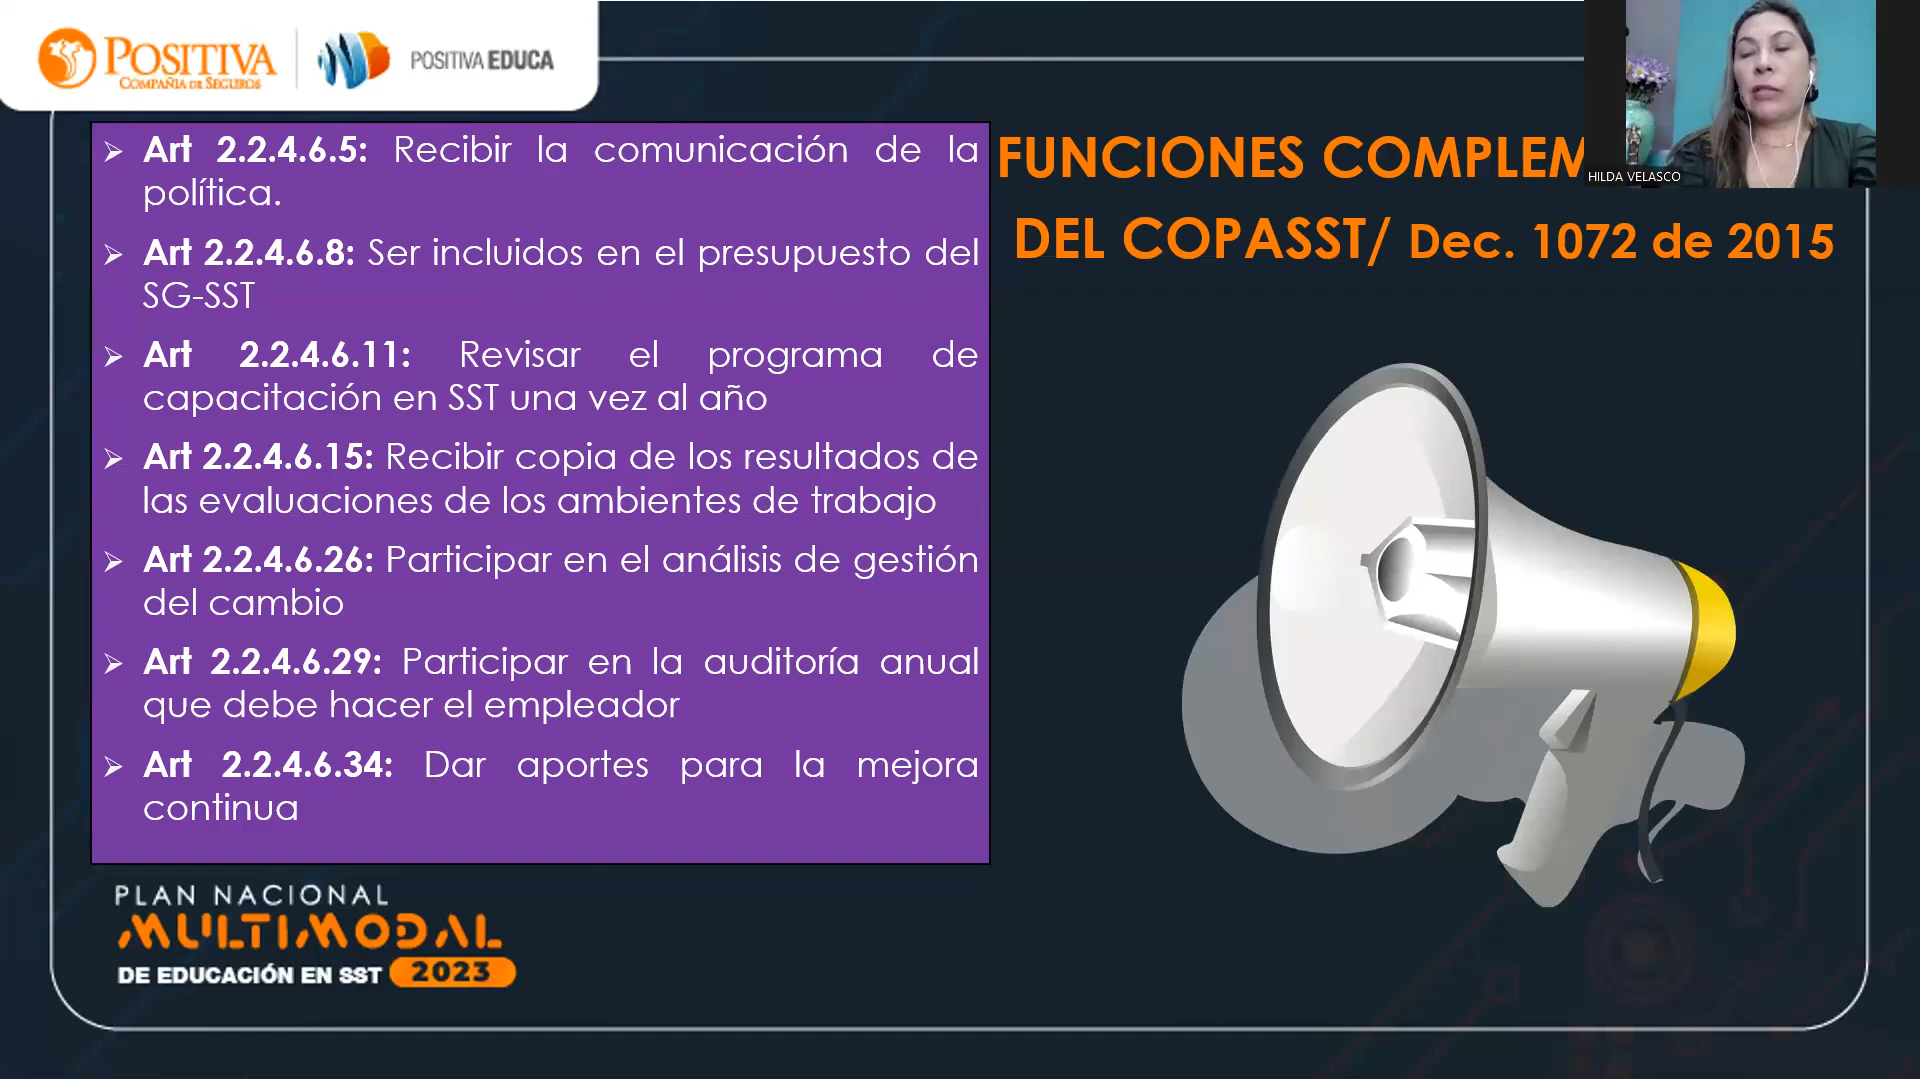 POSITIVA
COMPAÑIA DE SEGUROS
POSITIVA EDUCA
➢ Art 2.2.4.6.5: Recibir la comunicación de la
política.
➢ Art 2.2.4.6.8: Ser incluidos en el presupuesto del
SG-SST
➢ Art 2.2.4.6.11: Revisar el programa de
capacitación en SST una vez al año
➢ Art 2.2.4.6.15: Recibir copia de los resultados de
las evaluaciones de los ambientes de trabajo
➢ Art 2.2.4.6.26: Participar en el análisis de gestión
del cambio
➢ Art 2.2.4.6.29: Participar en la auditoría anual
que debe hacer el empleador
➢ Art 2.2.4.6.34: Dar aportes para la mejora
continua
FUNCIONES COMPLEM
DEL COPASST/ Dec. 1072 de 2015
HILDA VELASCO
PLAN NACIONAL
MULTIMODAL
DE EDUCACIÓN EN SST 2023